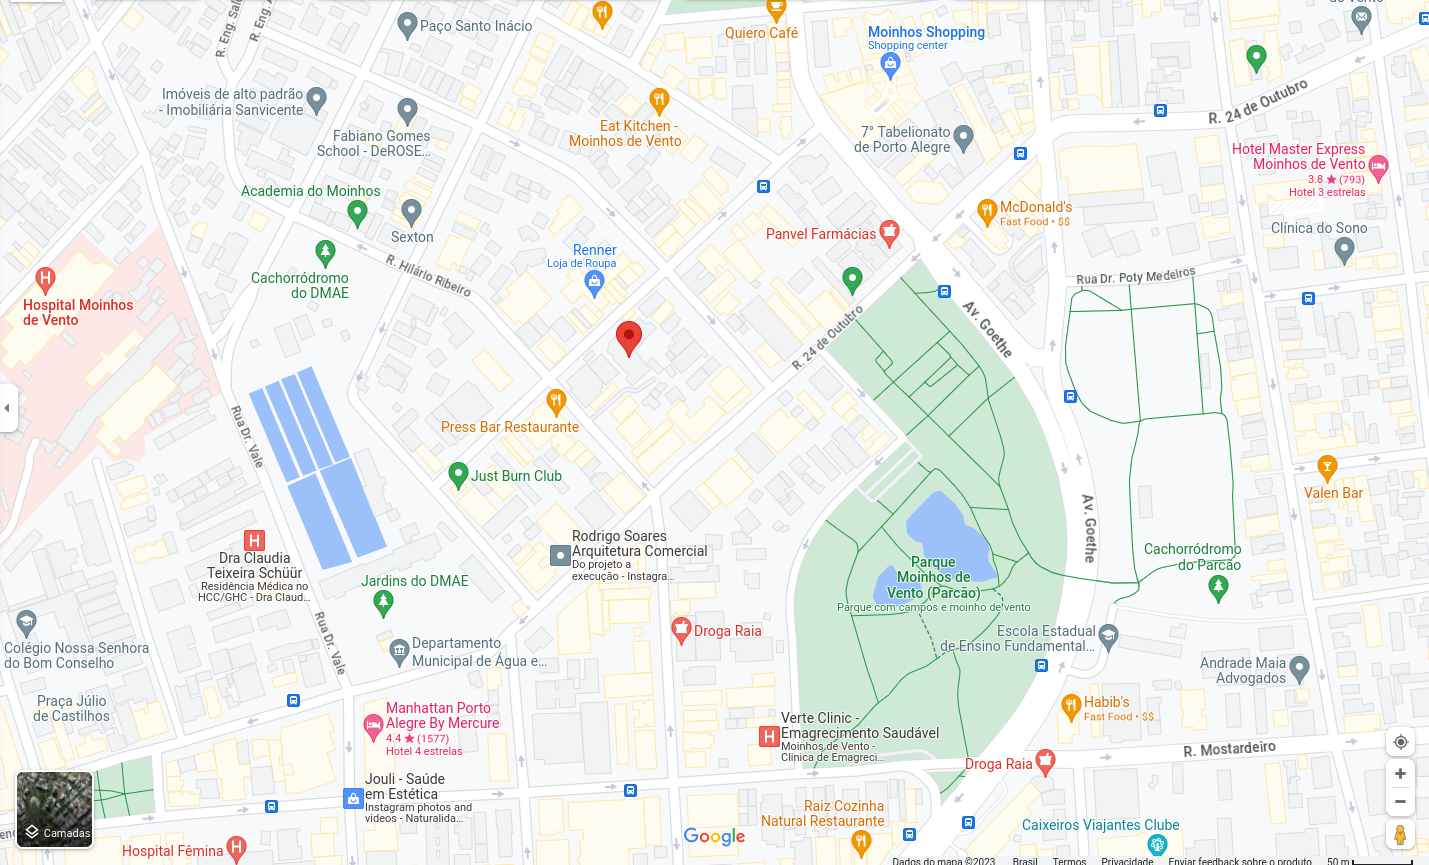 R. Eng. Sal
R. Eng. A
Paço Santo Inácio
Quiero Café
Moinhos Shopping
Shopping center
R. 24 de Outubro
Imóveis de alto padrão
- Imobiliária Sanvicente
Eat Kitchen -
Moinhos de Vento
Fabiano Gomes
School - DeROSE...
7° Tabelionato
de Porto Alegre
Hotel Master Express
Moinhos de Vento
3.8 ★ (793)
Hotel 3 estrelas
Academia do Moinhos
Sexton
McDonald's
Fast Food • $$
Panvel Farmácias
Clínica do Sono
Renner
Loja de Roupa
R. Hilário Ribeiro
Cachorródromo
do DMAE
Rua Dr. Poty Medeiros
Hospital Moinhos
de Vento
Av. Goethe
R. 24 de Outubro
Press Bar Restaurante
Rua Dr. Vale
Just Burn Club
Valen Bar
Av. Goethe
Rodrigo Soares
Arquitetura Comercial
Do projeto a
execução - Instagra...
Dra Claudia
Teixeira Schüür
Residência Médica no
HCC/GHC - Dra Claud...
Cachorródromo
do Parcão
Parque
Moinhos de
Vento (Parcão)
Parque com campos e moinho de vento
Jardins do DMAE
Colégio Nossa Senhora
do Bom Conselho
Rua Dr. Vale
Droga Raia
Escola Estadual
de Ensino Fundamental...
Departamento
Municipal de Água e...
Andrade Maia
Advogados
Praça Júlio
de Castilhos
Manhattan Porto
Alegre By Mercure
4.4 ★ (1577)
Hotel 4 estrelas
Habib's
Fast Food • $$
Verte Clinic -
Emagrecimento Saudável
Moinhos de Vento -
Clinica de Emagreci...
R. Mostardeiro
Droga Raia
Jouli - Saúde
em Estética
Instagram photos and
videos - Naturalida...
Raiz Cozinha
Natural Restaurante
Camadas
Google
Caixeiros Viajantes Clube
Hospital Fêmina
Dados do mapa ©2023 Brasil Termos Privacidade Enviar feedback sobre o produto 50 m